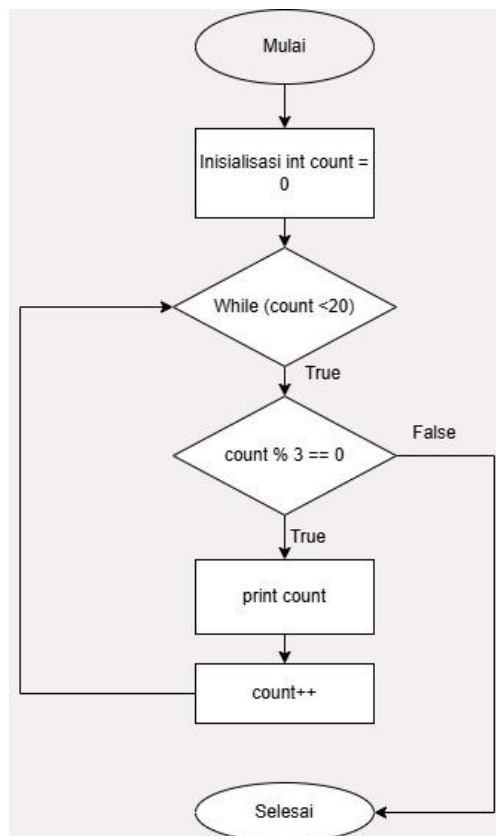 Mulai
Inisialisasi int count =
0
While (count <20)
True
count % 3 == 0
False
True
print count
count++
Selesai